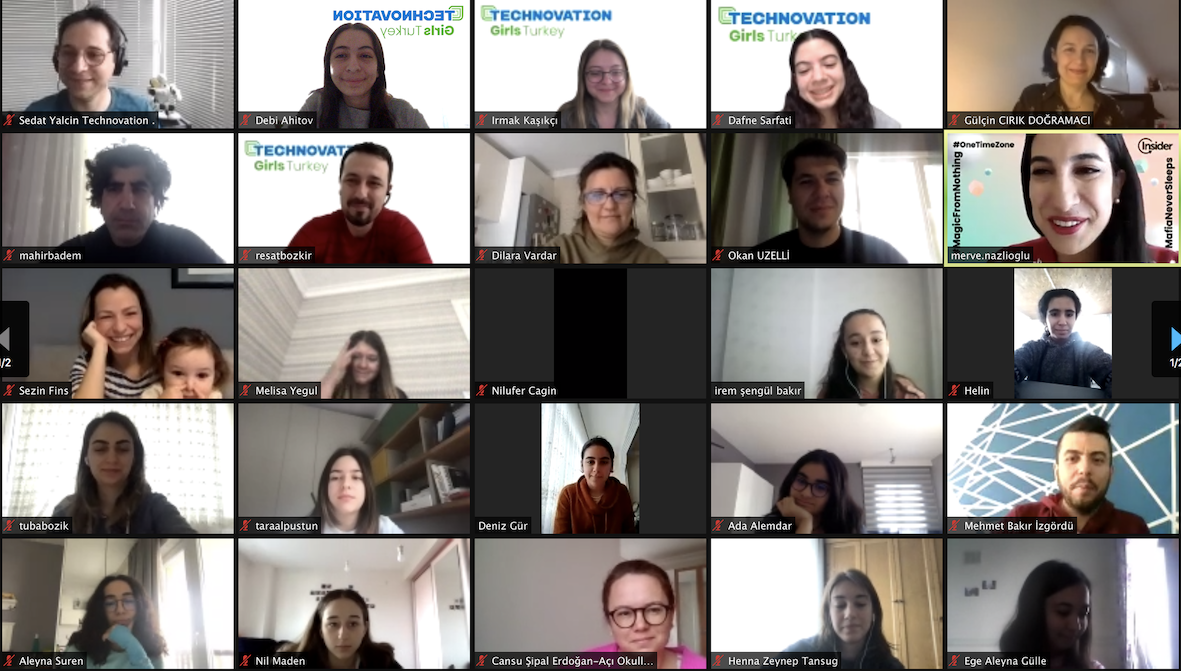 TECHNOVATION
Girls Turkey
TECHNOVATION
Girls Turkey
TECHNOVATION
Girls Turk
Sedat Yalcin Technovation .
Debi Ahitov
Irmak Kaşıkçı
Dafne Sarfati
Gülçin CIRIK DOĞRAMACI
TECHNOVATI
Girls Turkey
#OneTimeZone
Insider
#MagicFromNothing
MafiaNeverSleeps
mahirbadem
resatbozkir
Dilara Vardar
Okan UZELLİ
merve.nazlioglu
1/2
1/2
Sezin Fins
Melisa Yegul
Nilufer Cagin
irem şengül bakır
Helin
tubabozik
taraalpustun
Deniz Gür
Ada Alemdar
Mehmet Bakır İzgördü
Aleyna Suren
Nil Maden
Cansu Şipal Erdoğan-Açı Okull...
Henna Zeynep Tansug
Ege Aleyna Gülle